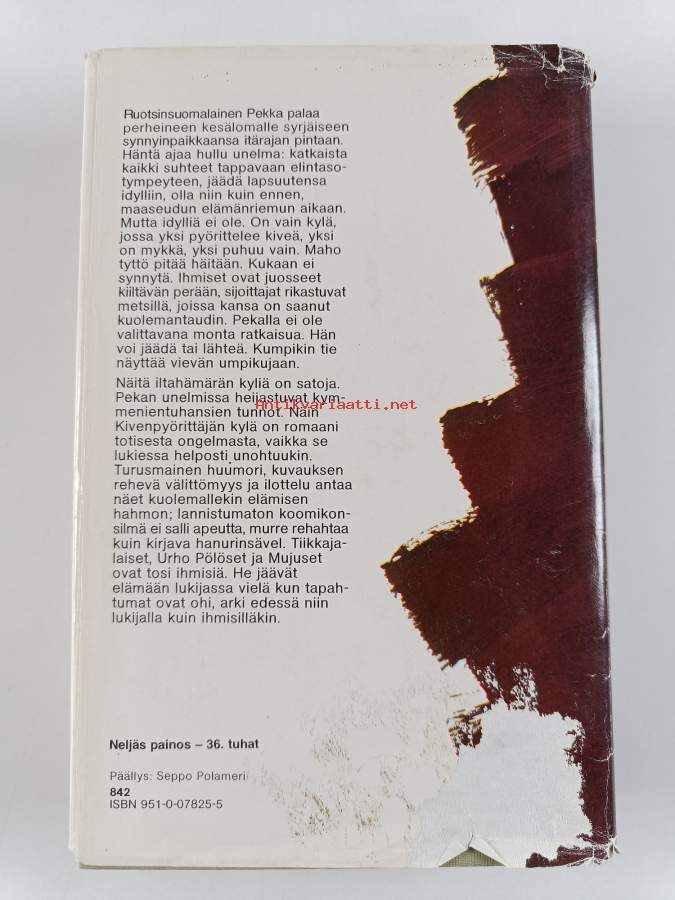 Ruotsinsuomalainen Pekka palaa
perheineen kesälomalle syrjäiseen
synnyinpaikkaansa itärajan pintaan.
Häntä ajaa hullu unelma: katkaista
kaikki suhteet tappavaan elintaso-
tympeyteen, jäädä lapsuutensa
idylliin, olla niin kuin ennen,
maaseudun elämänriemun aikaan.
Mutta idylliä ei ole. On vain kylä,
jossa yksi pyörittelee kiveä, yksi
on mykkä, yksi puhuu vain. Maho
tyttö pitää häitään. Kukaan ei
synnytä. Ihmiset ovat juosseet
kiiltävän perään, sijoittajat rikastuvat
metsillä, joissa kansa on saanut
kuolemantaudin. Pekalla ei ole
valittavana monta ratkaisua. Hän
voi jäädä tai lähteä. Kumpikin tie
näyttää vievän umpikujaan.
Näitä iltahämärän kyliä on satoja.
Pekan unelmissa heijastuvat kym-
menientuhansien tunnot. Näin
Antikvariaatti.net
Kivenpyörittäjän kylä on romaani
totisesta ongelmasta, vaikka se
lukiessa helposti unohtuukin.
Turusmainen huumori, kuvauksen
rehevä välittömyys ja ilottelu antaa
näet kuolemallekin elämisen
hahmon; lannistumaton koomikon-
silmä ei salli apeutta, murre rehahtaa
kuin kirjava hanurinsävel. Tiikkaja-
laiset, Urho Pölöset ja Mujuset
ovat tosi ihmisiä. He jäävät
elämään lukijassa vielä kun tapah-
tumat ovat ohi, arki edessä niin
lukijalla kuin ihmisilläkin.
Neljäs painos – 36. tuhat
Päällys: Seppo Polameri
842
ISBN 951-0-07825-5